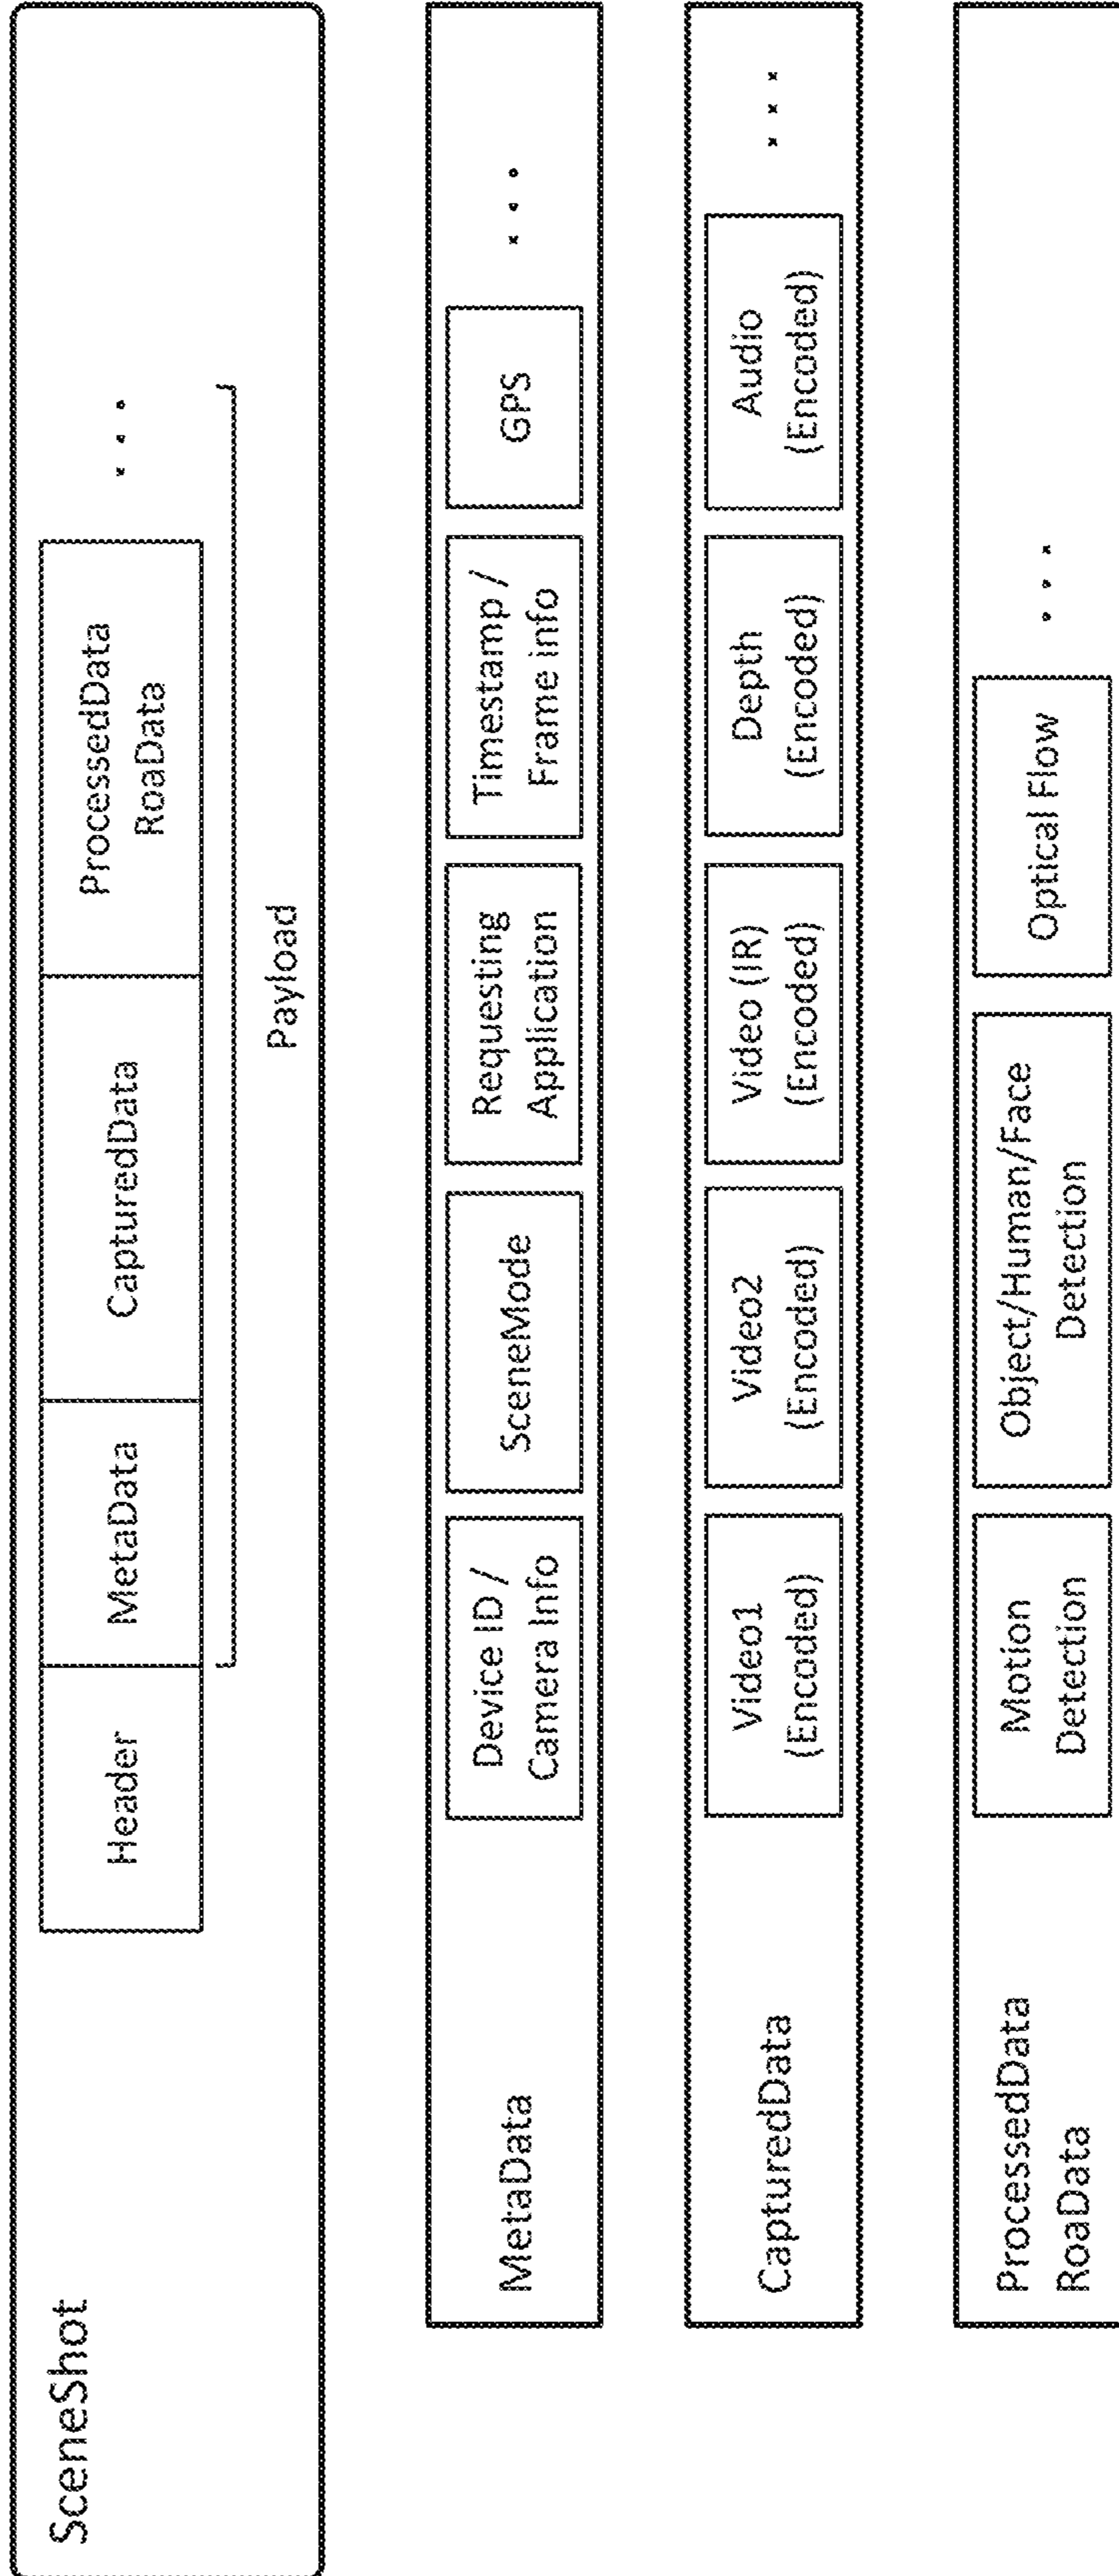 SceneShot
Header
MetaData
CapturedData
ProcessedData
RoaData
. . .
Payload
MetaData
Device ID /
Camera Info
SceneMode
Requesting
Application
Timestamp /
Frame info
GPS
. . .
CapturedData
Video1
(Encoded)
Video2
(Encoded)
Video (IR)
(Encoded)
Depth
(Encoded)
Audio
(Encoded)
. . .
ProcessedData
RoaData
Motion
Detection
Object/Human/Face
Detection
Optical Flow
. . .